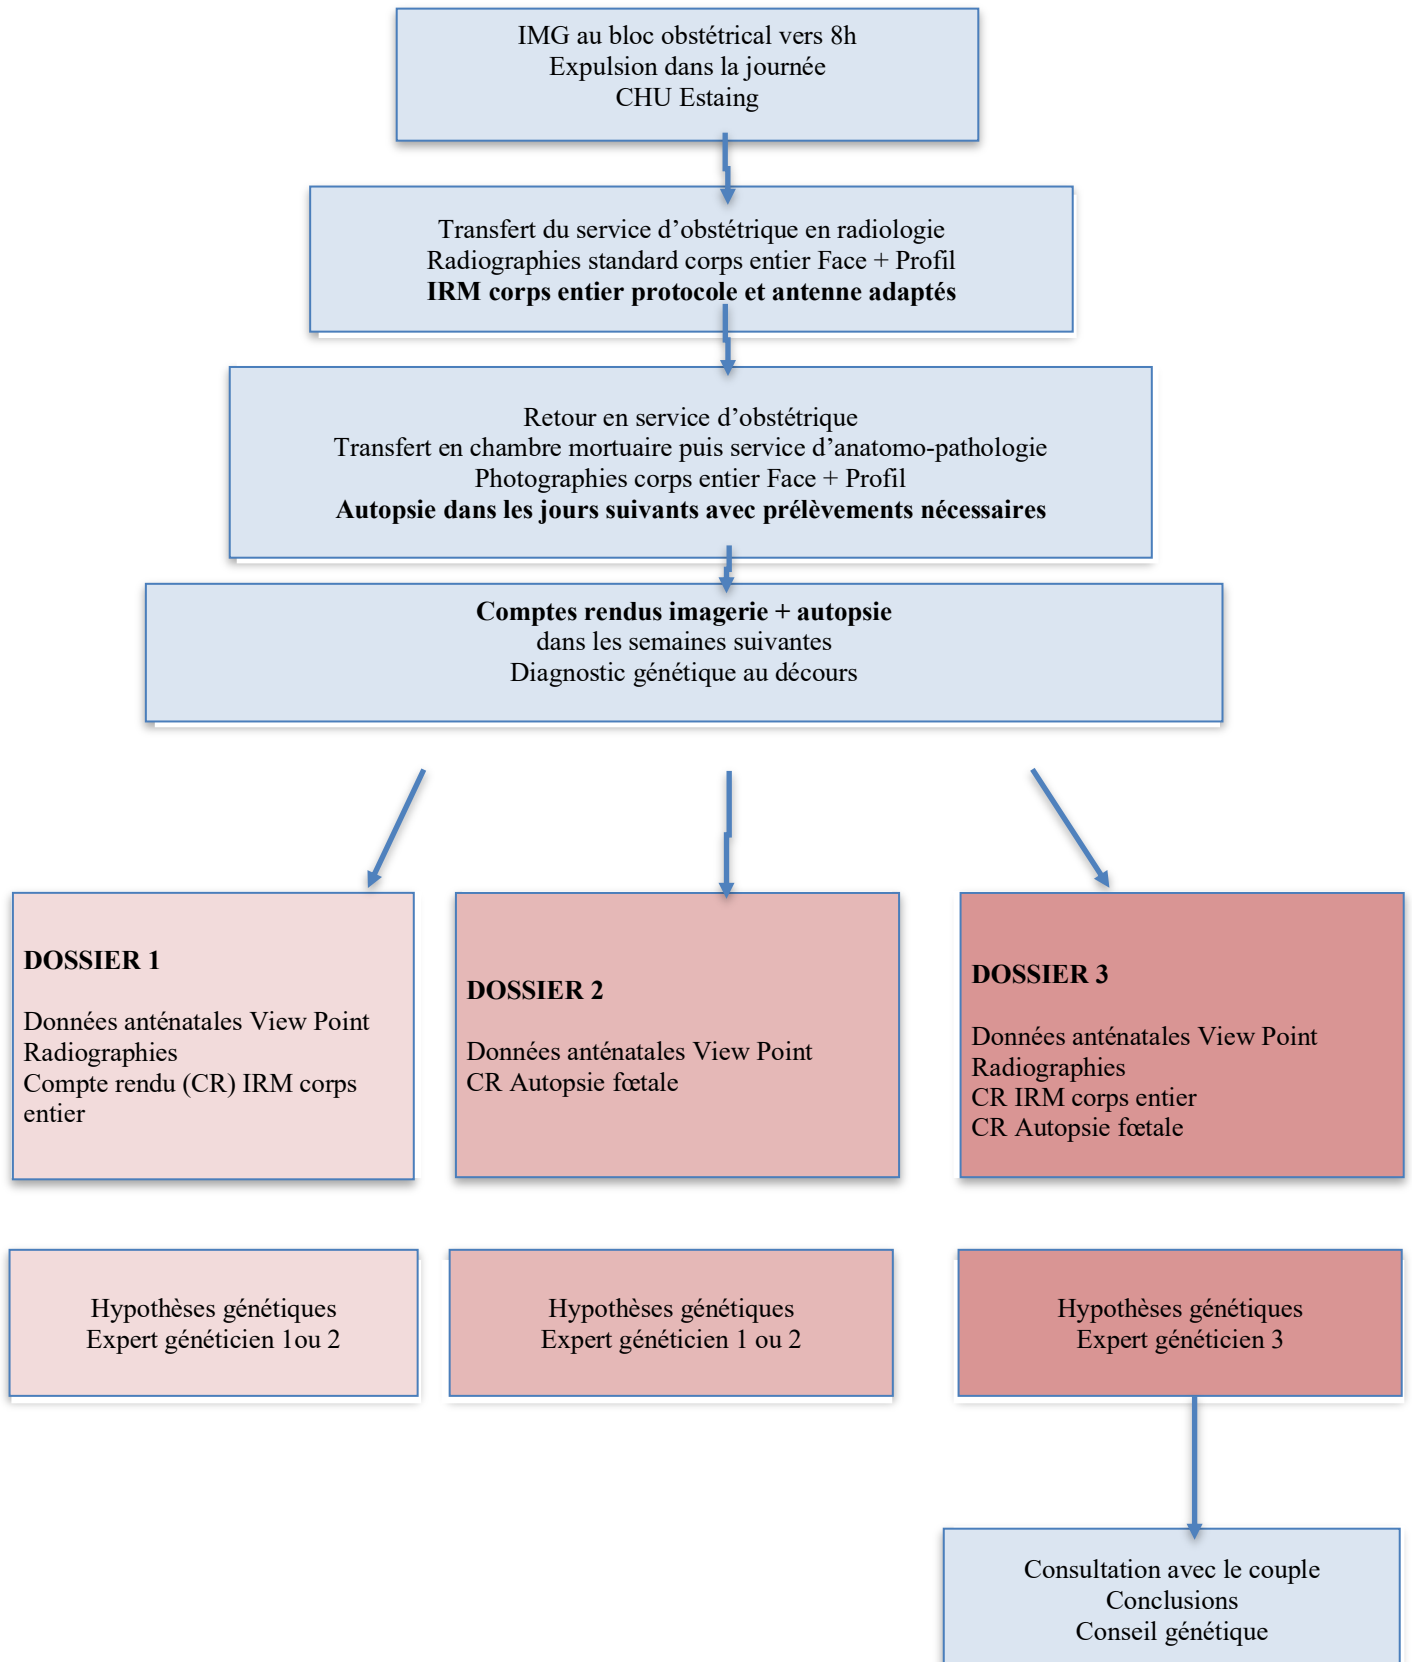 IMG au bloc obstétrical vers 8h
Expulsion dans la journée
CHU Estaing
Transfert du service d’obstétrique en radiologie
Radiographies standard corps entier Face + Profil
IRM corps entier protocole et antenne adaptés
Retour en service d’obstétrique
Transfert en chambre mortuaire puis service d’anatomo-pathologie
Photographies corps entier Face + Profil
Autopsie dans les jours suivants avec prélèvements nécessaires
Comptes rendus imagerie + autopsie
dans les semaines suivantes
Diagnostic génétique au décours
DOSSIER 1
Données anténatales View Point
Radiographies
Compte rendu (CR) IRM corps
entier
DOSSIER 2
Données anténatales View Point
CR Autopsie fœtale
DOSSIER 3
Données anténatales View Point
Radiographies
CR IRM corps entier
CR Autopsie fœtale
Hypothèses génétiques
Expert généticien 1ou 2
Hypothèses génétiques
Expert généticien 1 ou 2
Hypothèses génétiques
Expert généticien 3
Consultation avec le couple
Conclusions
Conseil génétique